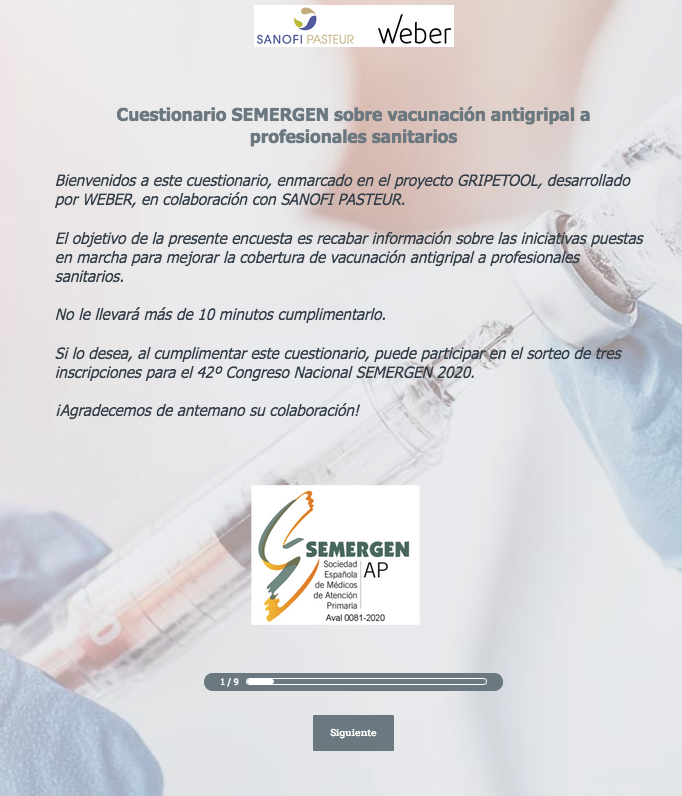 SANOFI PASTEUR weber
Cuestionario SEMERGEN sobre vacunación antigripal a
profesionales sanitarios
Bienvenidos a este cuestionario, enmarcado en el proyecto GRIPETOOL, desarrollado
por WEBER, en colaboración con SANOFI PASTEUR.
El objetivo de la presente encuesta es recabar información sobre las iniciativas puestas
en marcha para mejorar la cobertura de vacunación antigripal a profesionales
sanitarios.
No le llevará más de 10 minutos cumplimentarlo.
Si lo desea, al cumplimentar este cuestionario, puede participar en el sorteo de tres
inscripciones para el 42º Congreso Nacional SEMERGEN 2020.
¡Agradecemos de antemano su colaboración!
SEMERGEN
Sociedad
Española
de Médicos
de Atención
Primaria
AP
Aval 0081-2020
1 / 9
Siguiente